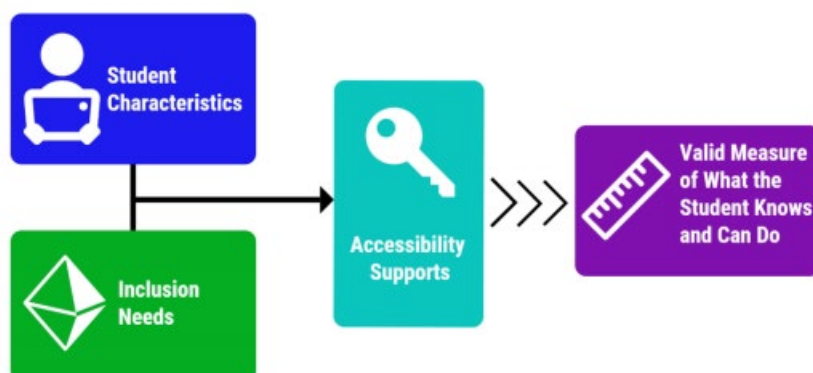 Student
Characteristics
Inclusion
Needs
Accessibility
Supports
Valid Measure
of What the
Student Knows
and Can Do